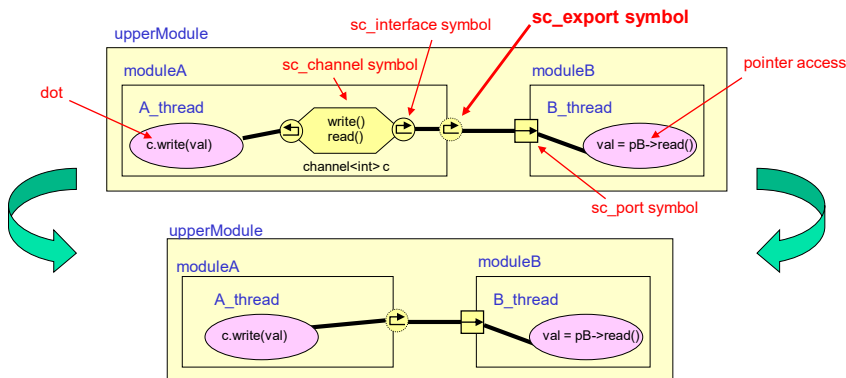 sc_export symbol
sc_interface symbol
upperModule
sc_channel symbol
moduleA
moduleB
pointer access
dot
A_thread
B_thread
write()
read()
c.write(val)
val = pB->read()
channel<int> c
sc_port symbol
upperModule
moduleA
moduleB
A_thread
B_thread
c.write(val)
val = pB->read()